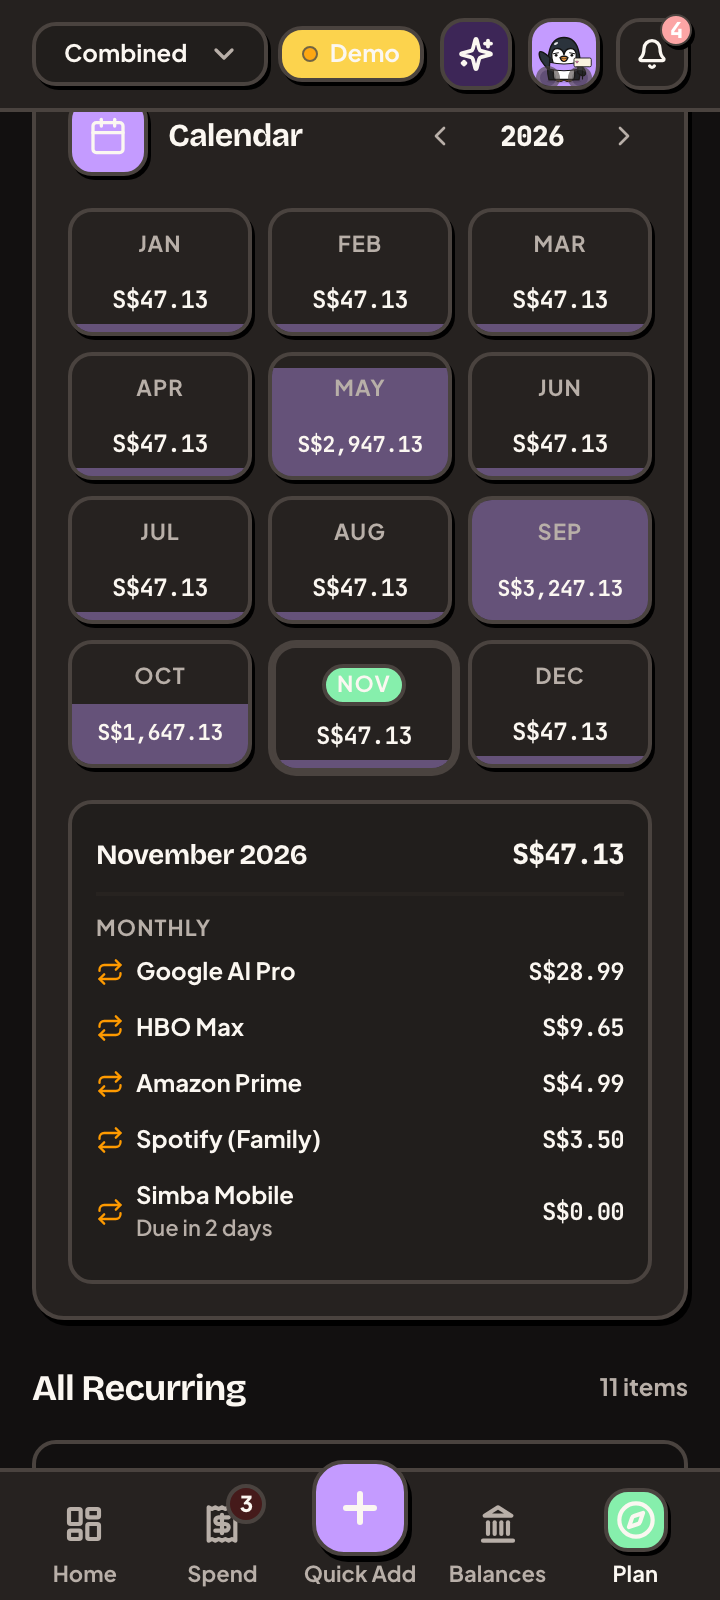 Combined
Demo
4
Calendar
2026
JAN
FEB
MAR
S$47.13
S$47.13
S$47.13
APR
MAY
JUN
S$47.13
S$2,947.13
S$47.13
JUL
AUG
SEP
S$47.13
S$47.13
S$3,247.13
OCT
NOV
DEC
S$1,647.13
S$47.13
S$47.13
November 2026
S$47.13
MONTHLY
Google AI Pro
S$28.99
HBO Max
S$9.65
Amazon Prime
S$4.99
Spotify (Family)
S$3.50
Simba Mobile
Due in 2 days
S$0.00
All Recurring
11 items
3
Home
Spend
Quick Add
Balances
Plan